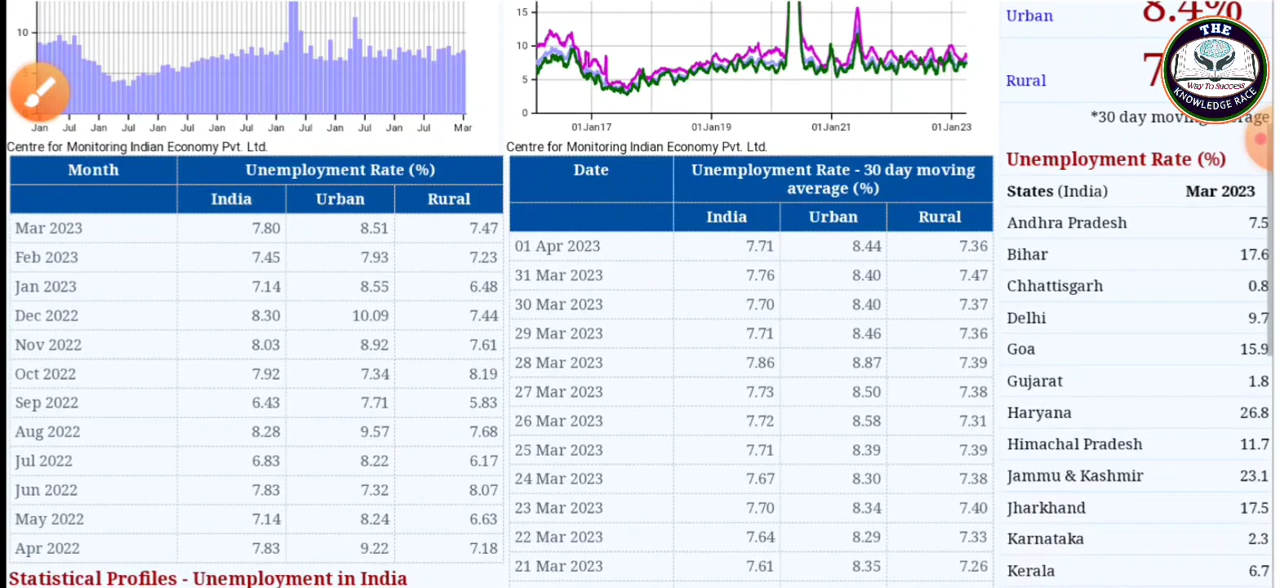 10
5
Jan Jul Jan Jul Jan Jul Jan Jul Jan Jul Jan Jul Jan Jul Mar
Centre for Monitoring Indian Economy Pvt. Ltd.
Month Unemployment Rate (%)
India Urban Rural
Mar 2023 7.80 8.51 7.47
Feb 2023 7.45 7.93 7.23
Jan 2023 7.14 8.55 6.48
Dec 2022 8.30 10.09 7.44
Nov 2022 8.03 8.92 7.61
Oct 2022 7.92 7.34 8.19
Sep 2022 6.43 7.71 5.83
Aug 2022 8.28 9.57 7.68
Jul 2022 6.83 8.22 6.17
Jun 2022 7.83 7.32 8.07
May 2022 7.14 8.24 6.63
Apr 2022 7.83 9.22 7.18
Statistical Profiles - Unemployment in India
15
10
5
0
01Jan17 01Jan19 01Jan21 01Jan23
Centre for Monitoring Indian Economy Pvt. Ltd.
Date Unemployment Rate - 30 day moving
average (%)
India Urban Rural
01 Apr 2023 7.71 8.44 7.36
31 Mar 2023 7.76 8.40 7.47
30 Mar 2023 7.70 8.40 7.37
29 Mar 2023 7.71 8.46 7.36
28 Mar 2023 7.86 8.87 7.39
27 Mar 2023 7.73 8.50 7.38
26 Mar 2023 7.72 8.58 7.31
25 Mar 2023 7.71 8.39 7.39
24 Mar 2023 7.67 8.30 7.38
23 Mar 2023 7.70 8.34 7.40
22 Mar 2023 7.64 8.29 7.33
21 Mar 2023 7.61 8.35 7.26
Urban 8.4%
Rural 7
THE
WAY TO SUCCESS
KNOWLEDGE RACE
*30 day moving average
Unemployment Rate (%)
States (India) Mar 2023
Andhra Pradesh 7.5
Bihar 17.6
Chhattisgarh 0.8
Delhi 9.7
Goa 15.9
Gujarat 1.8
Haryana 26.8
Himachal Pradesh 11.7
Jammu & Kashmir 23.1
Jharkhand 17.5
Karnataka 2.3
Kerala 6.7